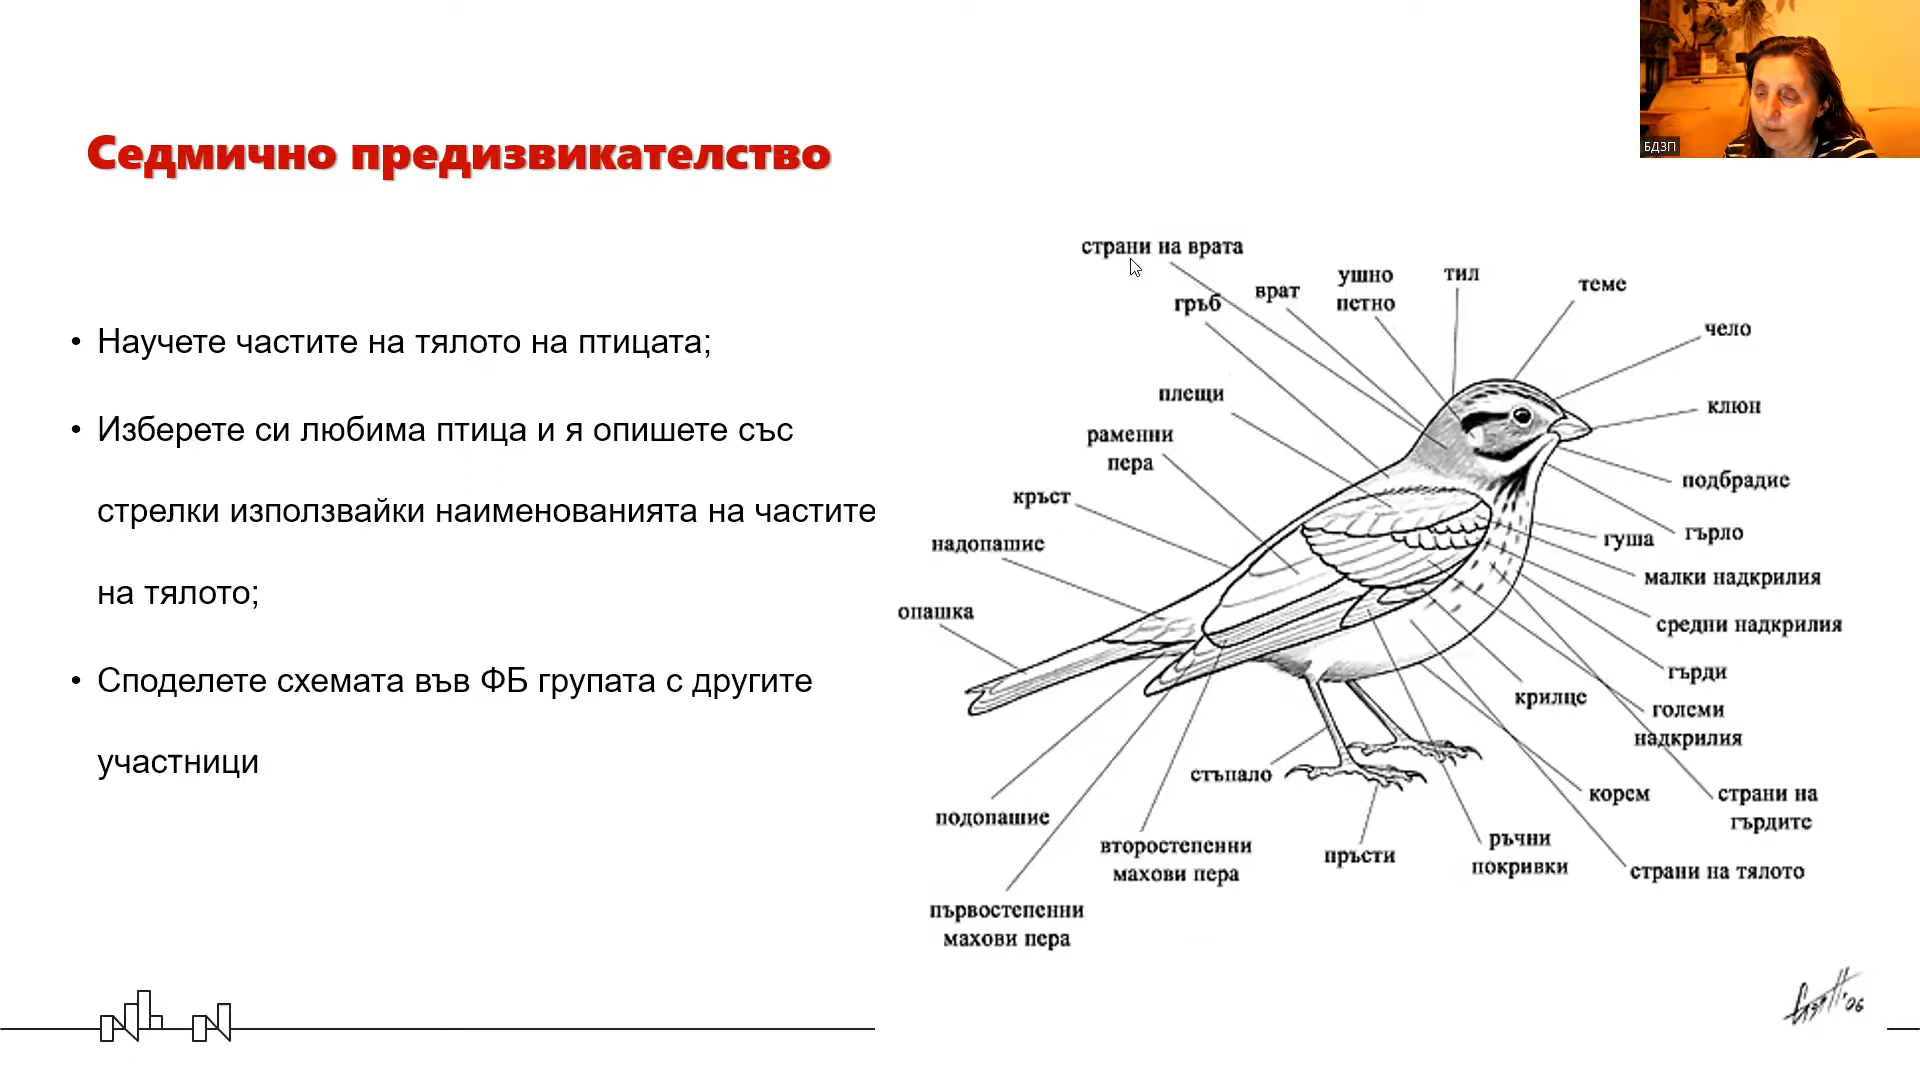 БДЗП
Седмично предизвикателство
• Научете частите на тялото на птицата;
• Изберете си любима птица и я опишете със
стрелки използвайки наименованията на частите
на тялото;
• Споделете схемата във ФБ групата с другите
участници
страни на врата
гръб
врат
ушно
петно
тил
теме
чело
клюн
плещи
раменни
пера
кръст
надопашие
опашка
подбрадие
гърло
гуша
малки надкрилия
средни надкрилия
гърди
крилце
големи
надкрилия
стъпало
корем
страни на
гърдите
подопашие
второстепенни
махови пера
пръсти
ръчни
покривки
страни на тялото
първостепенни
махови пера
'06